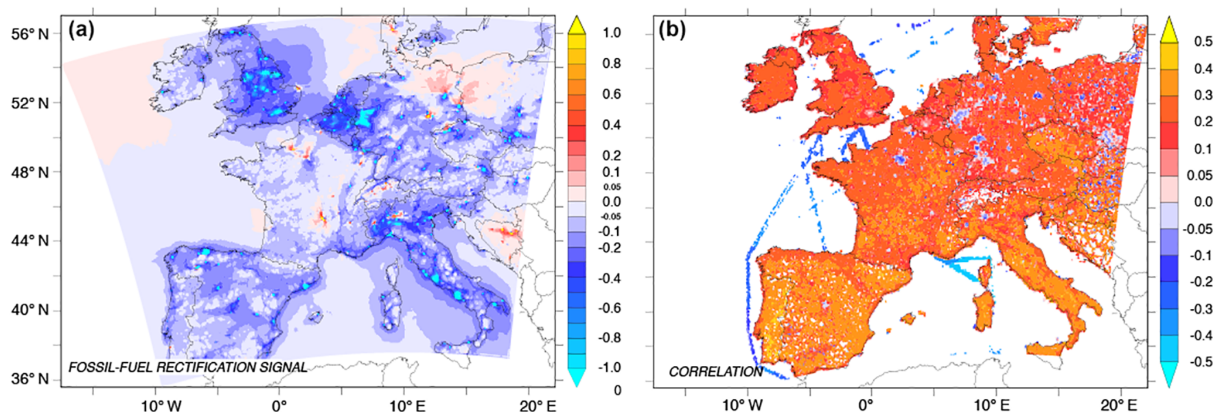 (a)
56° N
52° N
48° N
44° N
40° N
36° N
10° W
0°
10° E
20° E
FOSSIL-FUEL RECTIFICATION SIGNAL
1.0
0.8
0.6
0.4
0.2
0.1
0.05
0.0
-0.05
-0.1
-0.2
-0.4
-0.6
-0.8
-1.0
0
(b)
10° W
0°
10° E
20° E
CORRELATION
0.5
0.4
0.3
0.2
0.1
0.05
0.0
-0.05
-0.1
-0.2
-0.3
-0.4
-0.5